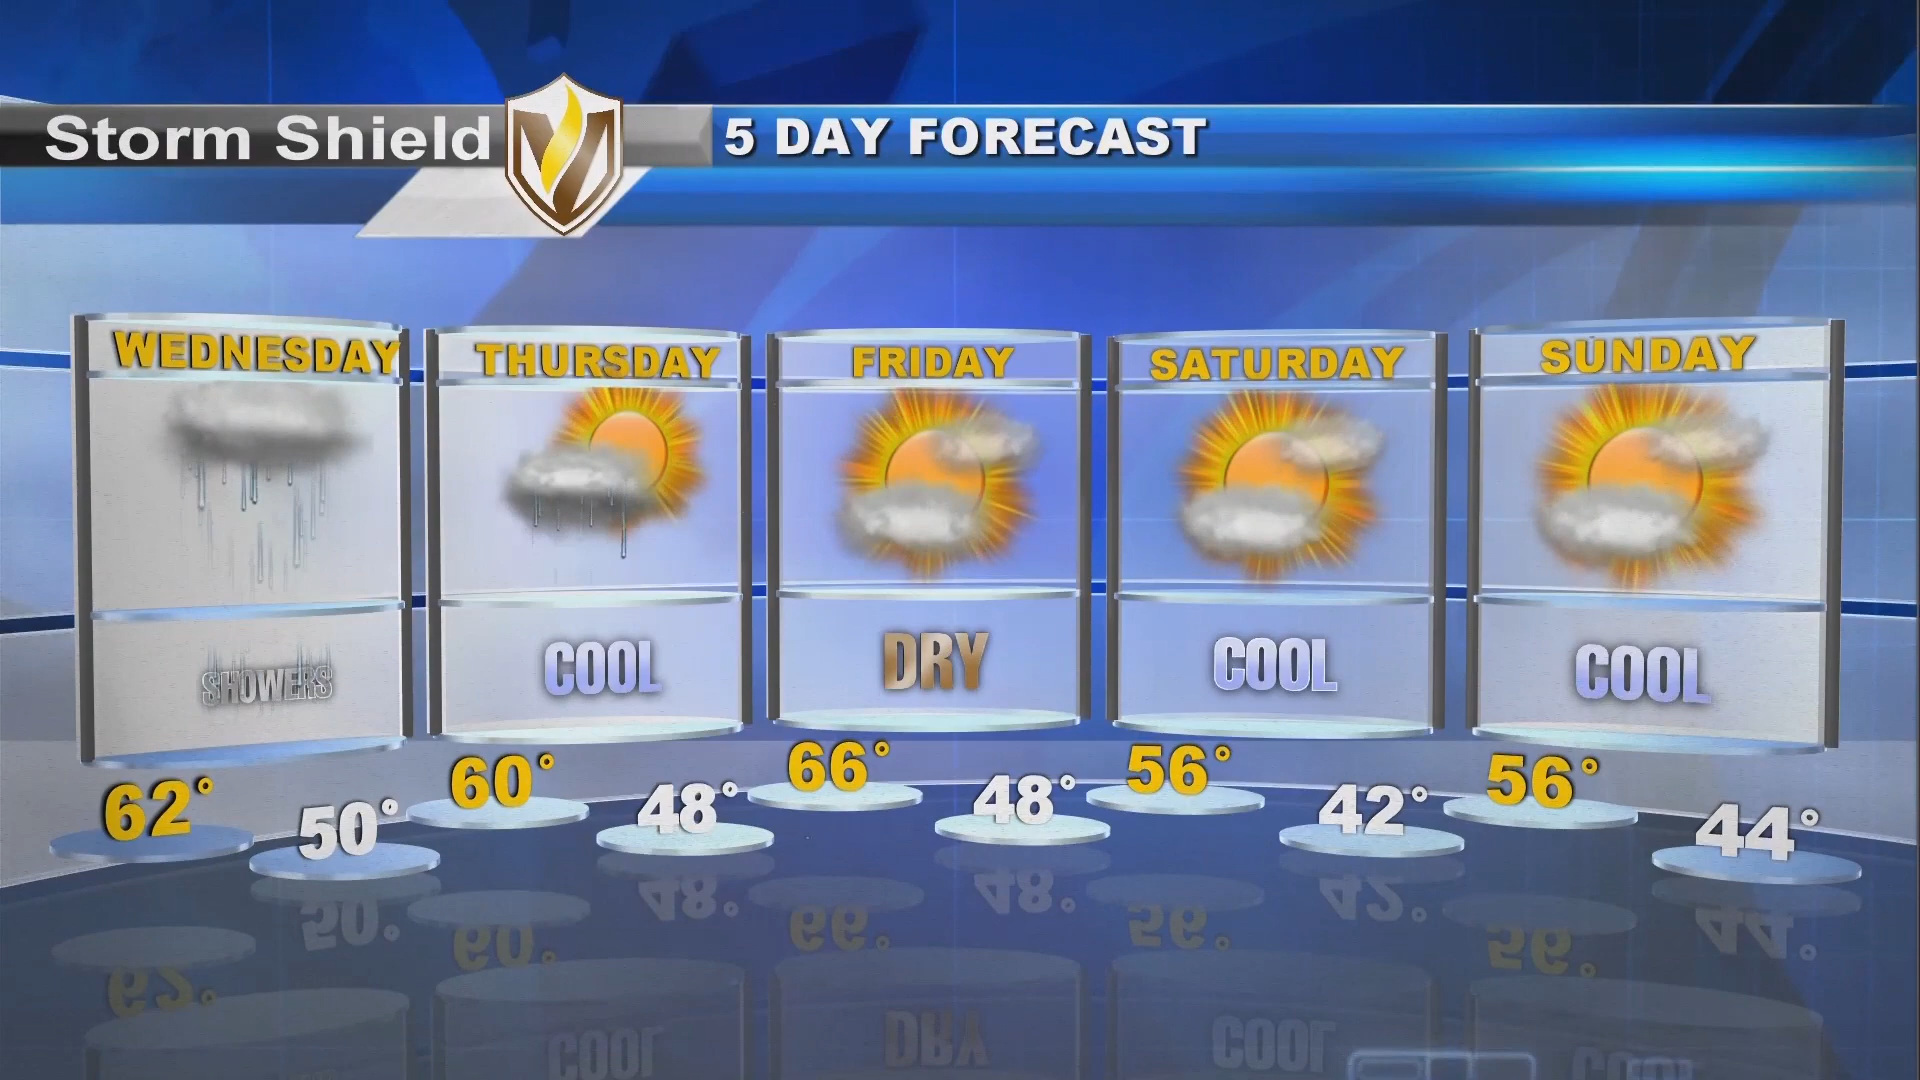 Storm Shield
5 DAY FORECAST
WEDNESDAY THURSDAY FRIDAY SATURDAY SUNDAY
SHOWERS COOL DRY COOL COOL
62° 50° 60° 48° 66° 48° 56° 42° 56° 44°